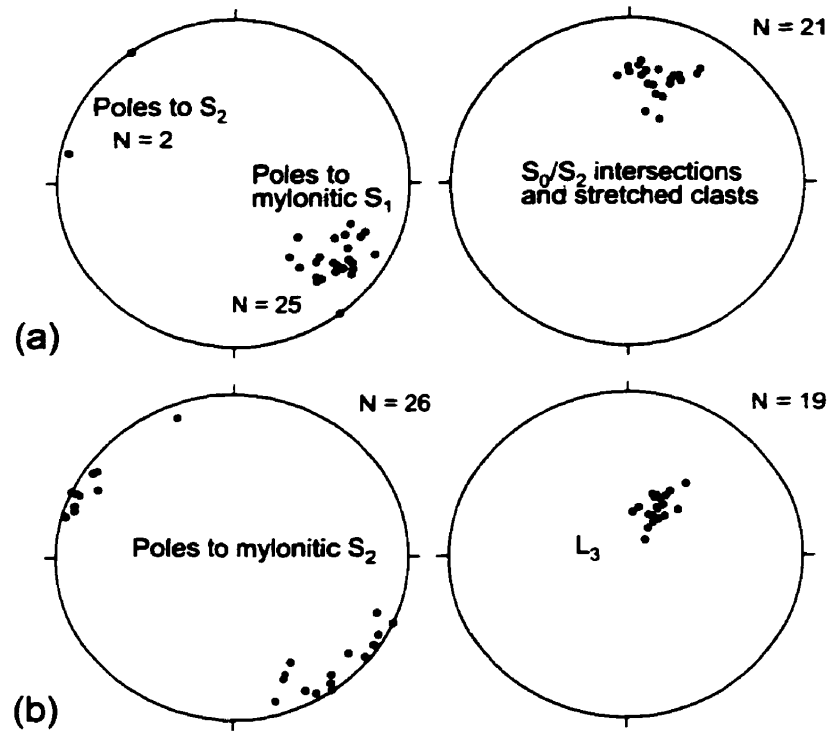 N = 21
Poles to S₂
N = 2
Poles to
mylonitic S₁
N = 25
S₀/S₂ intersections
and stretched clasts
(a)
N = 26
N = 19
Poles to mylonitic S₂
L₃
(b)